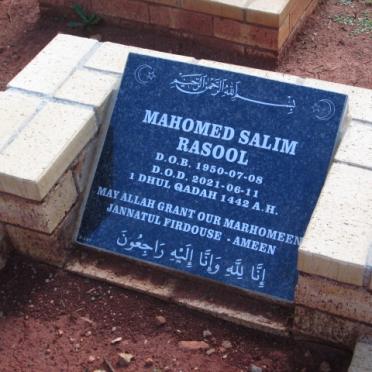 بسم الله الرحمن الرحيم
MAHOMED SALIM
RASOOL
D.O.B. 1950-07-08
D.O.D. 2021-06-11
1 DHUL QADAH 1442 A.H.
MAY ALLAH GRANT OUR MARHOMEEN
JANNATUL FIRDOUSE - AMEEN
إِنَّا لِلَّهِ وَإِنَّا إِلَيْهِ رَاجِعُونَ